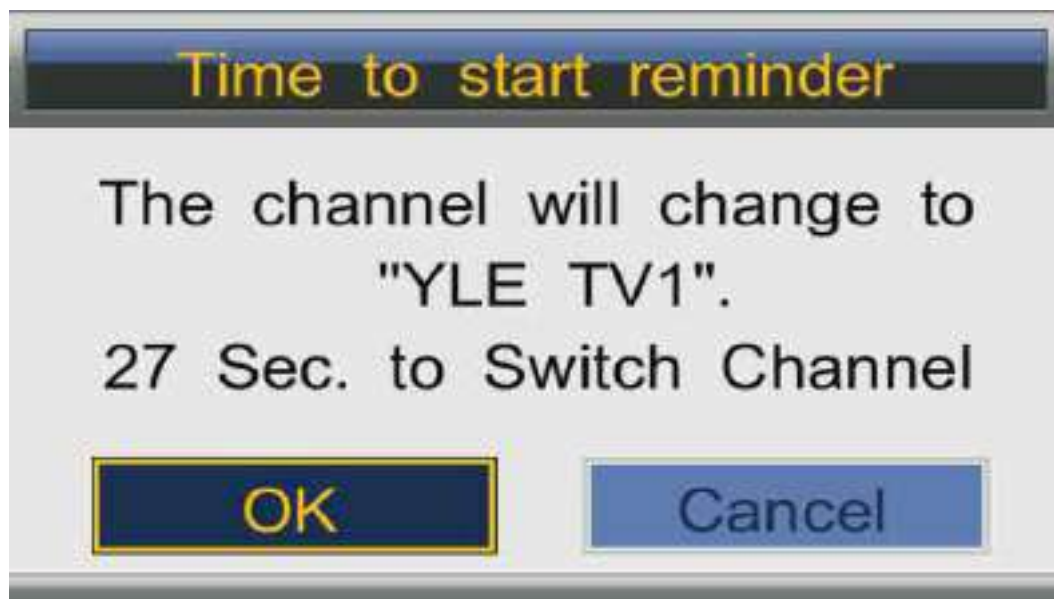 Time to start reminder
The channel will change to
"YLE TV1".
27 Sec. to Switch Channel
OK
Cancel